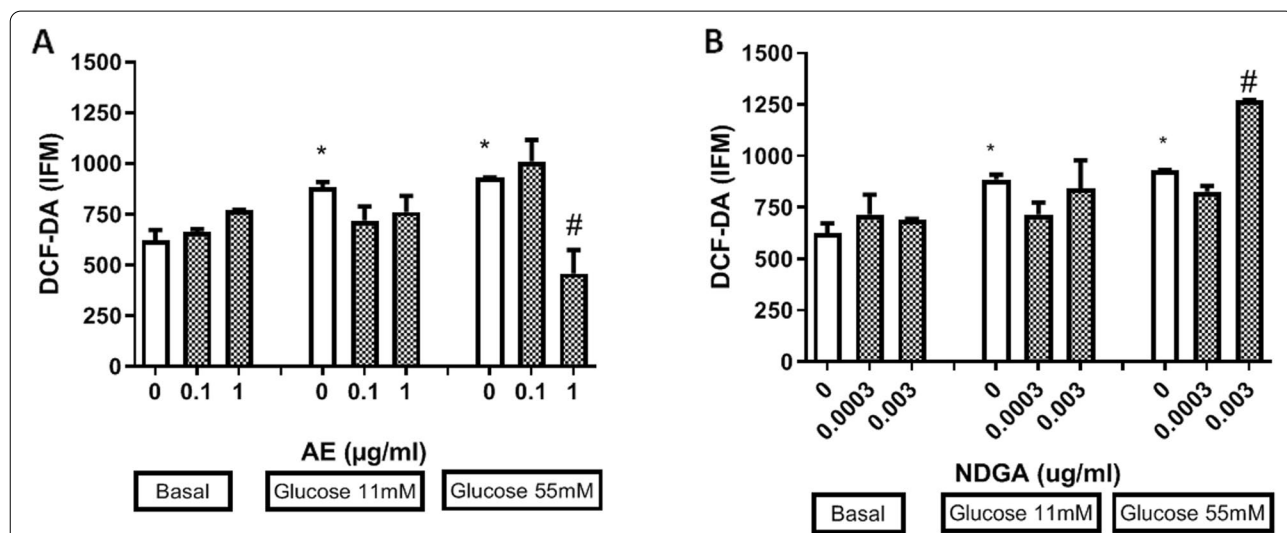 A
DCF-DA (IFM)
1500
1250
1000
750
500
250
0
*
*
#
0 0.1 1 0 0.1 1 0 0.1 1
AE (µg/ml)
Basal Glucose 11mM Glucose 55mM
B
DCF-DA (IFM)
1500
1250
1000
750
500
250
0
*
*
#
0 0.0003 0.003 0 0.0003 0.003 0 0.0003 0.003
NDGA (ug/ml)
Basal Glucose 11mM Glucose 55mM